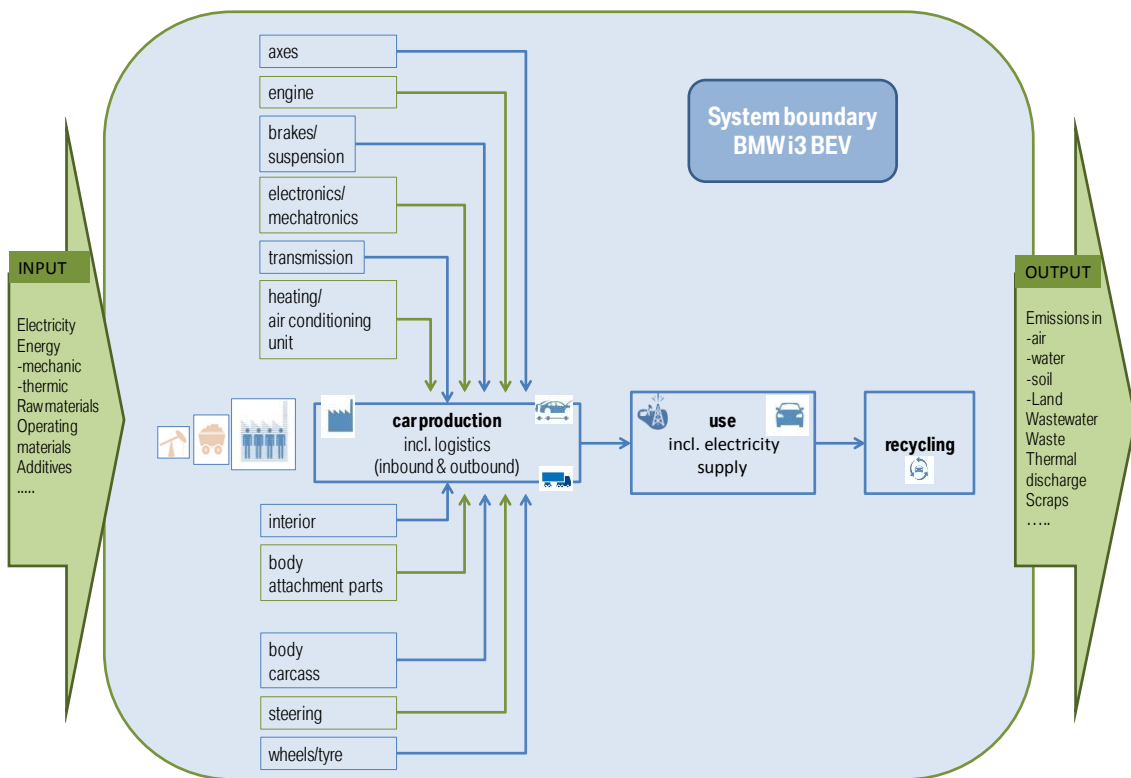 axes
engine
brakes/
suspension
electronics/
mechatronics
transmission
heating/
air conditioning
unit
System boundary
BMW i3 BEV
INPUT
Electricity
Energy
-mechanic
-thermic
Raw materials
Operating
materials
Additives
.....
car production
incl. logistics
(inbound & outbound)
use
incl. electricity
supply
recycling
interior
body
attachment parts
body
carcass
steering
wheels/tyre
OUTPUT
Emissions in
-air
-water
-soil
-Land
Wastewater
Waste
Thermal
discharge
Scraps
.....